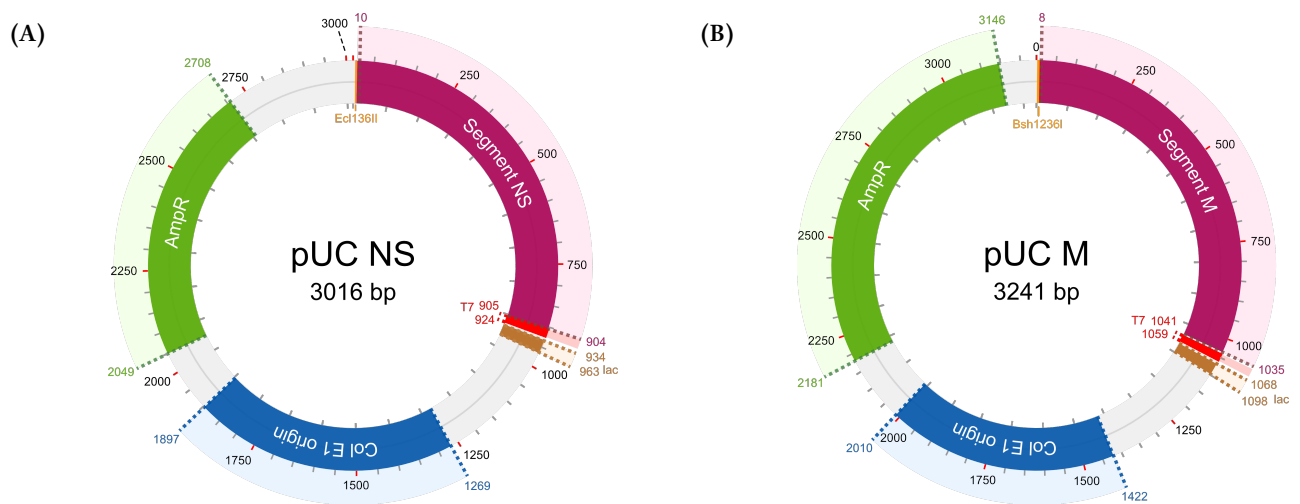 (A)
3000
10
2708
2750
250
Ecl136II
Segment NS
500
2500
AmpR
pUC NS
3016 bp
2250
750
T7 905
924
904
934
963 lac
1000
2049
2000
1897
1750
Col E1 origin
1500
1250
1269
(B)
3146
0
8
3000
250
Bsh1236I
Segment M
500
2750
AmpR
pUC M
3241 bp
2500
750
T7 1041
1059
1000
1035
1068
1098 lac
2250
2181
1250
2010
2000
Col E1 origin
1750
1500
1422